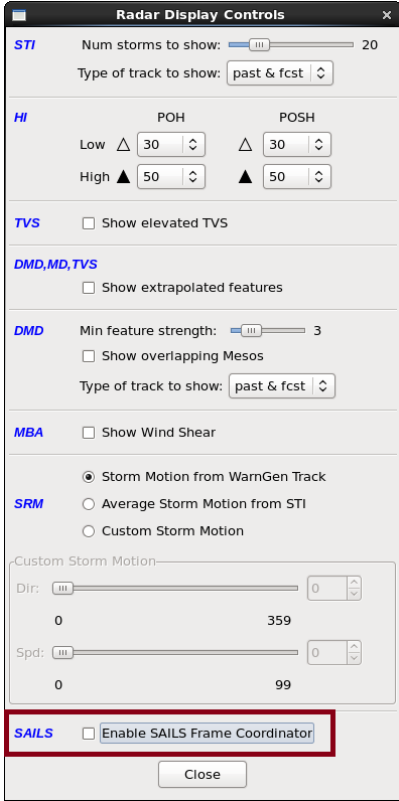 Radar Display Controls
STI Num storms to show: 20
Type of track to show: past & fcst
HI POH POSH
Low 30 30
High 50 50
TVS Show elevated TVS
DMD,MD,TVS
Show extrapolated features
DMD Min feature strength: 3
Show overlapping Mesos
Type of track to show: past & fcst
MBA Show Wind Shear
Storm Motion from WarnGen Track
SRM Average Storm Motion from STI
Custom Storm Motion
Custom Storm Motion
Dir: 0
0 359
Spd: 0
0 99
SAILS Enable SAILS Frame Coordinator
Close